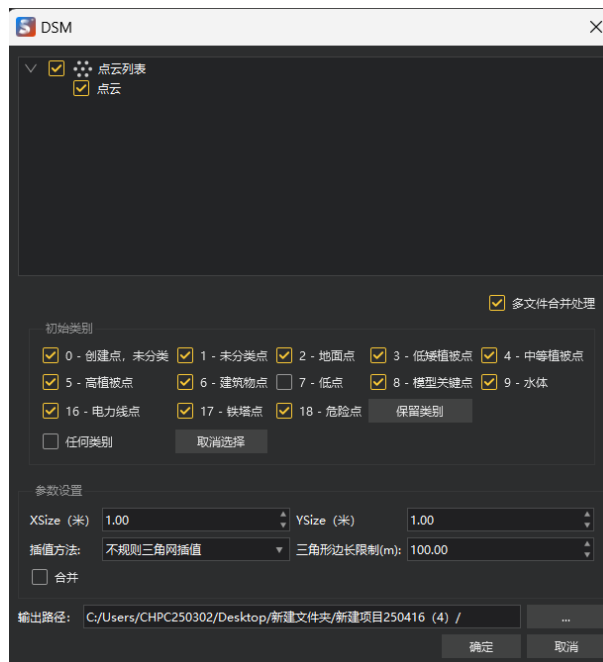 DSM
点云列表
点云
多文件合并处理
初始类别
0 - 创建点，未分类 1 - 未分类点 2 - 地面点 3 - 低矮植被点 4 - 中等植被点
5 - 高植被点 6 - 建筑物点 7 - 低点 8 - 模型关键点 9 - 水体
16 - 电力线点 17 - 铁塔点 18 - 危险点 保留类别
任何类别 取消选择
参数设置
XSize（米） 1.00 YSize（米） 1.00
插值方法: 不规则三角网插值 三角形边长限制(m): 100.00
合并
输出路径: C:/Users/CHPC250302/Desktop/新建文件夹/新建项目250416（4）/ ...
确定 取消